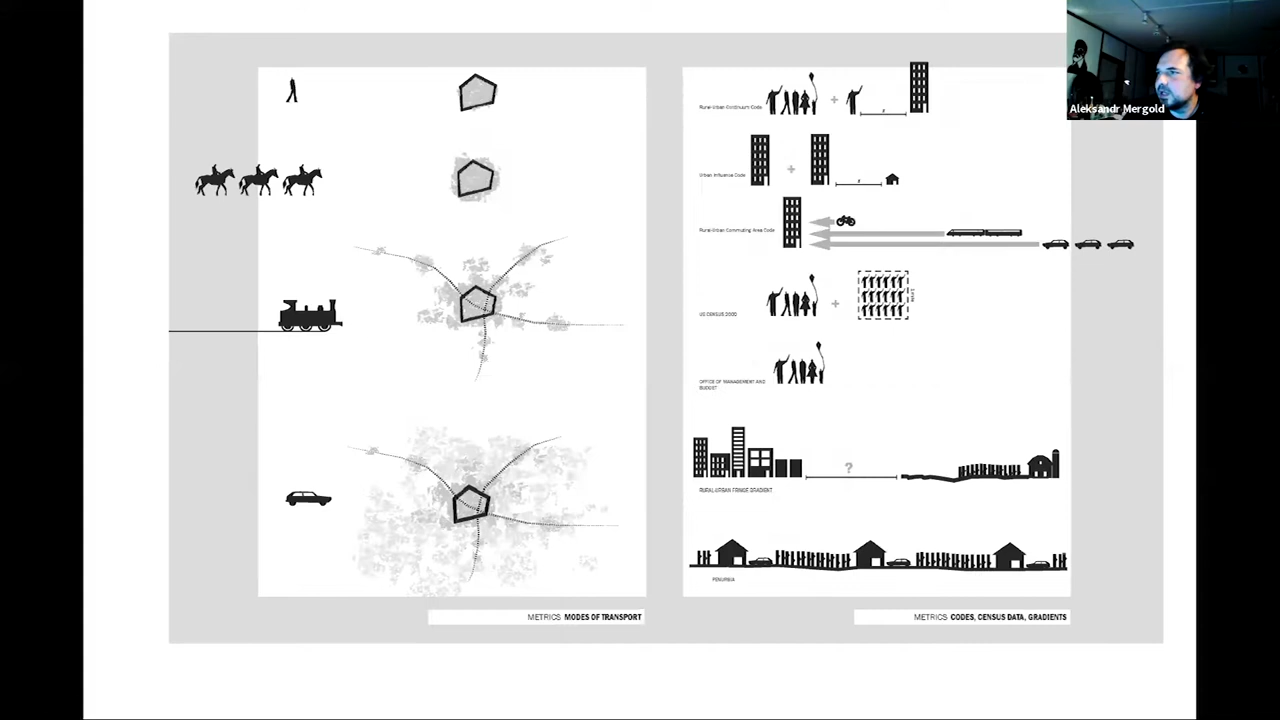 Aleksandr Mergold
Rural-Urban Continuum Code
x
Urban Influence Code
x
Rural-Urban Commuting Area Code
US CENSUS 2000
OFFICE OF MANAGEMENT AND
BUDGET
?
RURAL-URBAN FRINGE GRADIENT
PENURBIA
METRICS MODES OF TRANSPORT
METRICS CODES, CENSUS DATA, GRADIENTS